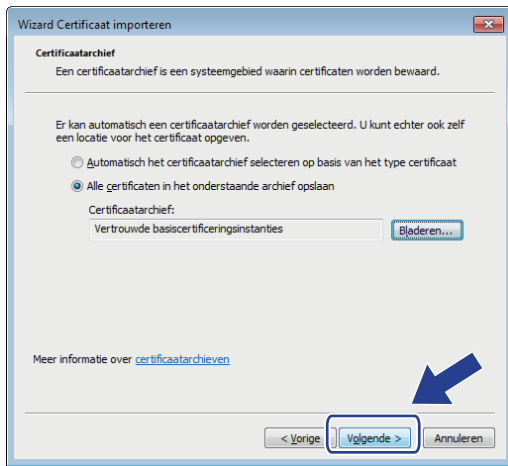 Wizard Certificaat importeren
Certificaatarchief
Een certificaatarchief is een systeemgebied waarin certificaten worden bewaard.
Er kan automatisch een certificaatarchief worden geselecteerd. U kunt echter ook zelf
een locatie voor het certificaat opgeven.
Automatisch het certificaatarchief selecteren op basis van het type certificaat
Alle certificaten in het onderstaande archief opslaan
Certificaatarchief:
Vertrouwde basiscertificeringsinstanties
Bladeren...
Meer informatie over certificaatarchieven
< Vorige
Volgende >
Annuleren